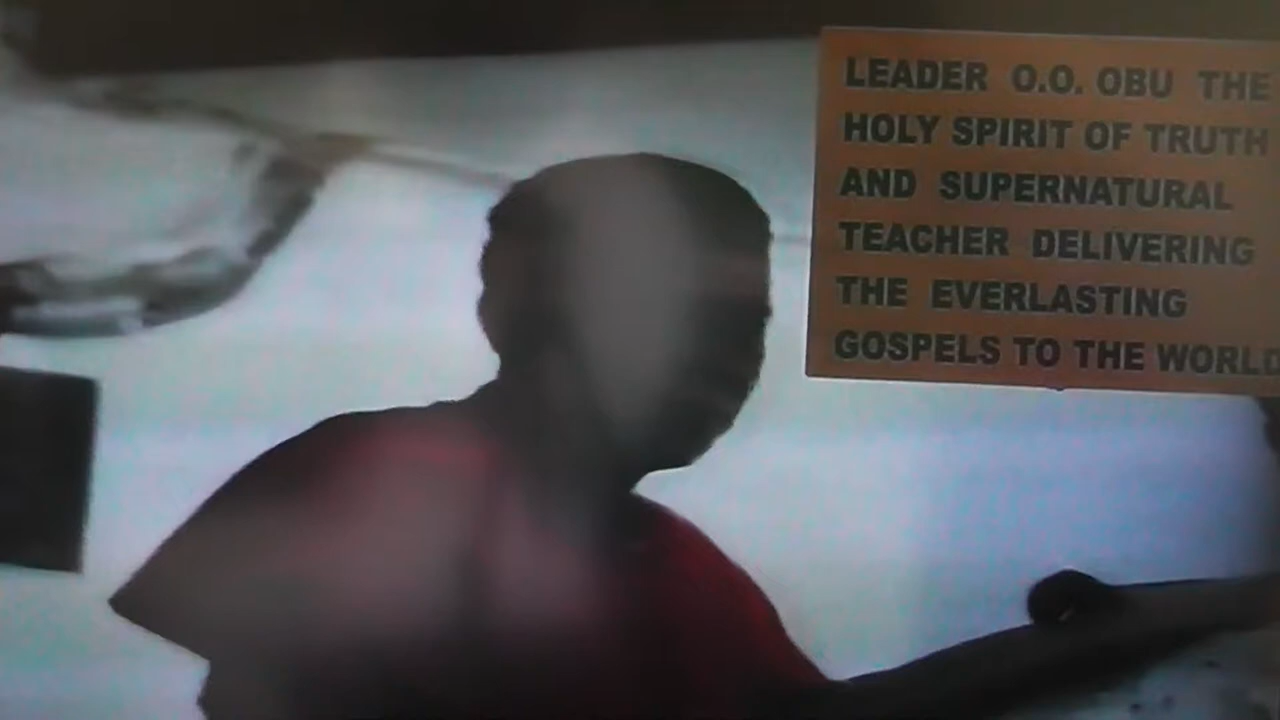 LEADER O.O. OBU THE
HOLY SPIRIT OF TRUTH
AND SUPERNATURAL
TEACHER DELIVERING
THE EVERLASTING
GOSPELS TO THE WORLD